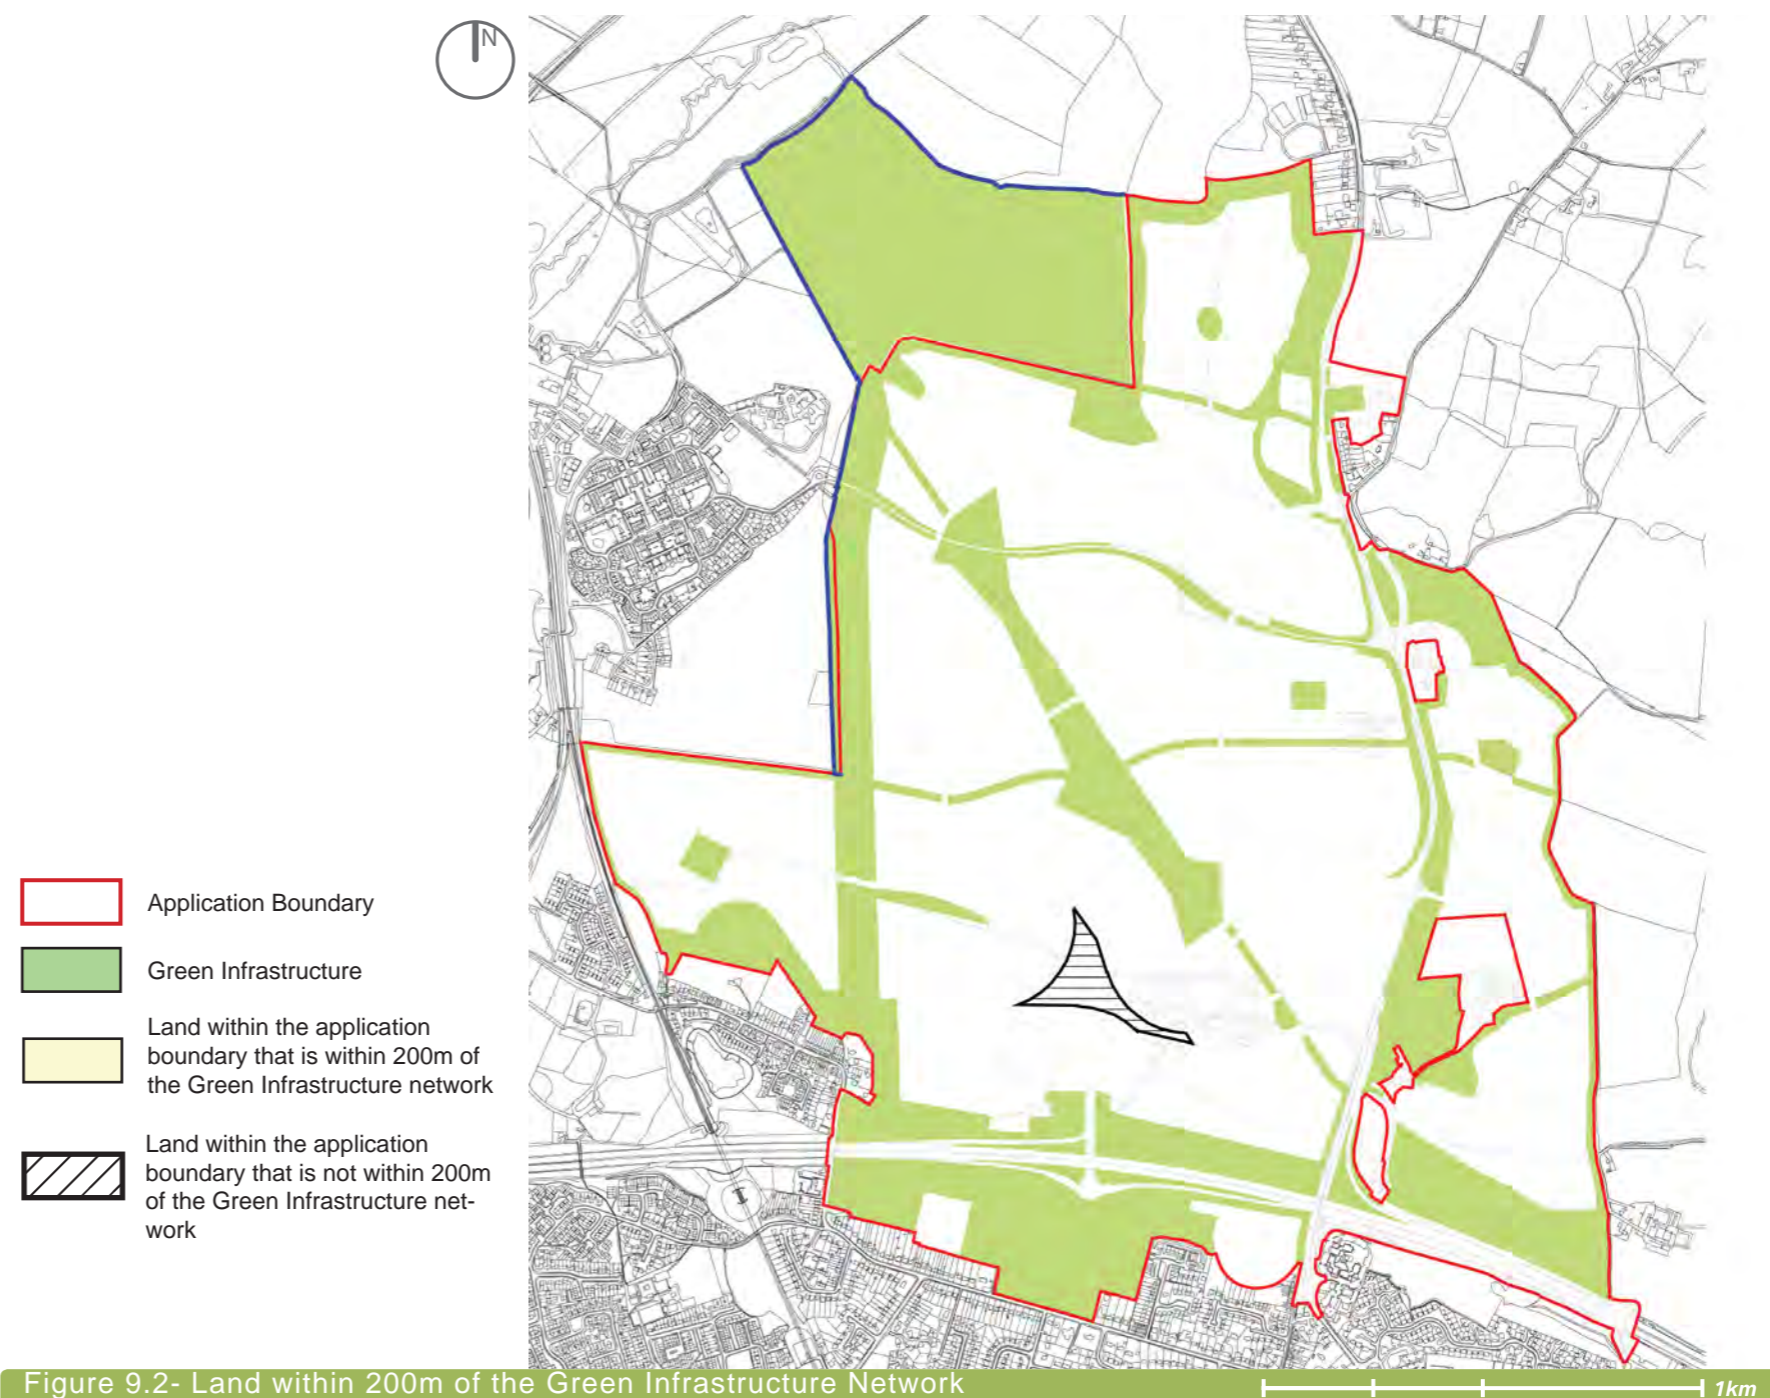 N
Application Boundary
Green Infrastructure
Land within the application
boundary that is within 200m of
the Green Infrastructure network
Land within the application
boundary that is not within 200m
of the Green Infrastructure net-
work
Figure 9.2- Land within 200m of the Green Infrastructure Network
1km